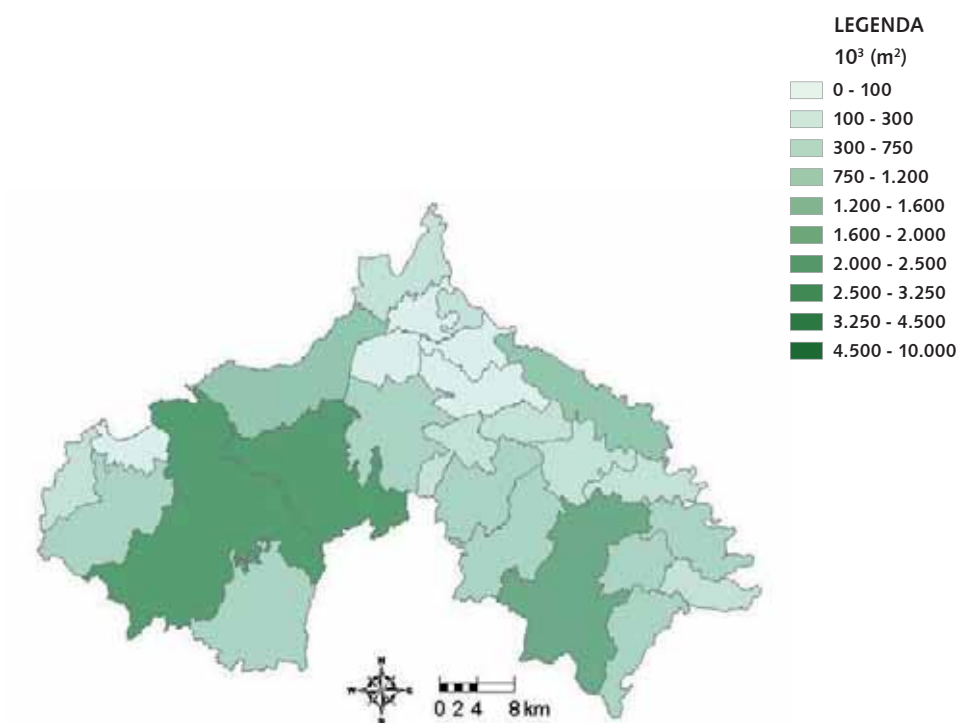 LEGENDA
10³ (m²)
0 - 100
100 - 300
300 - 750
750 - 1.200
1.200 - 1.600
1.600 - 2.000
2.000 - 2.500
2.500 - 3.250
3.250 - 4.500
4.500 - 10.000
N
W E
S
0 2 4 8 km